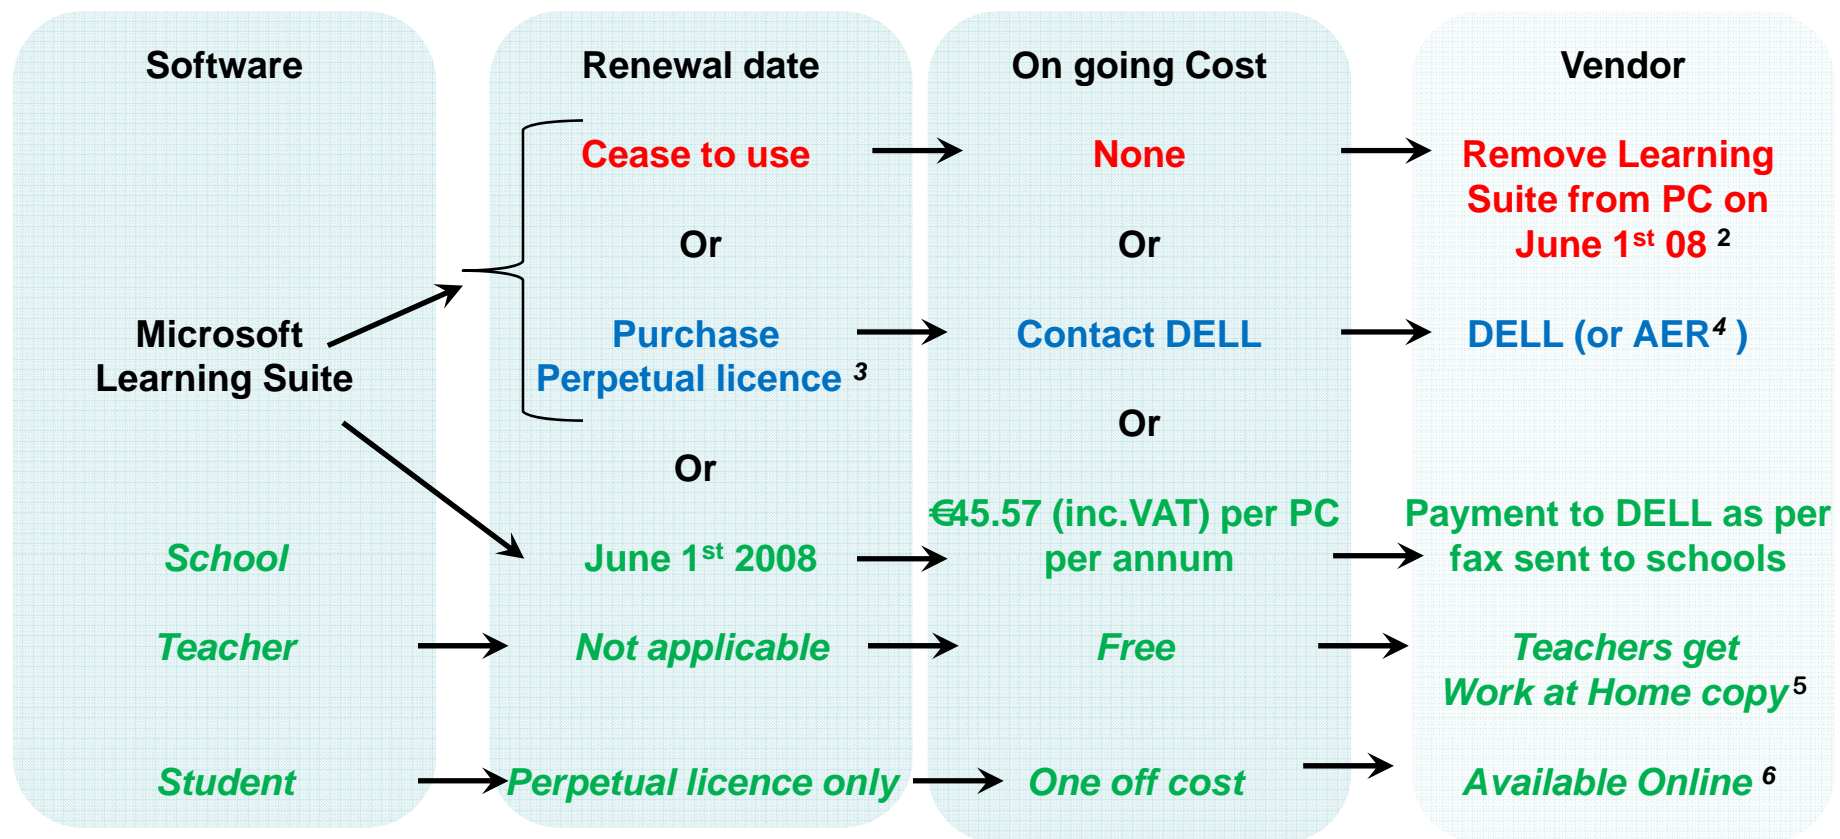 Software
Renewal date
On going Cost
Vendor
Cease to use
None
Remove Learning
Suite from PC on
June 1st 08 2
Or
Or
Microsoft
Learning Suite
Purchase
Perpetual licence 3
Contact DELL
DELL (or AER4 )
Or
Or
School
June 1st 2008
€45.57 (inc.VAT) per PC
per annum
Payment to DELL as per
fax sent to schools
Teacher
Not applicable
Free
Teachers get
Work at Home copy 5
Student
Perpetual licence only
One off cost
Available Online 6